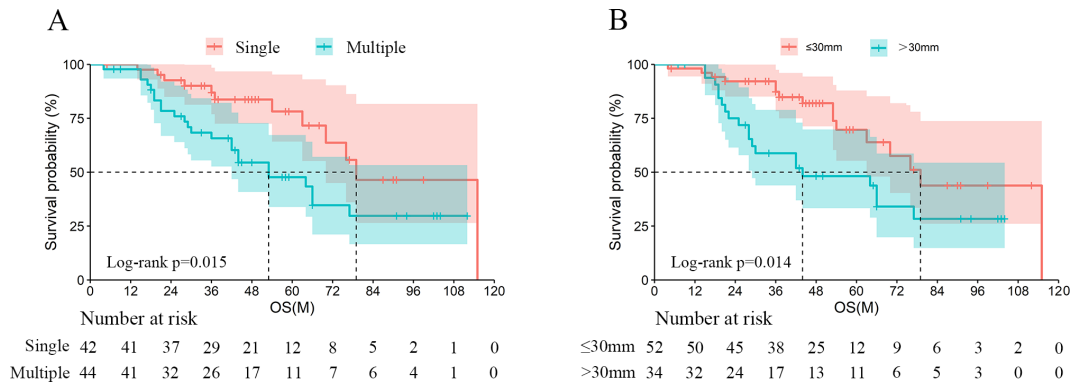 A
Single Multiple
Survival probability (%)
100
75
50
25
0
Log-rank p=0.015
0 12 24 36 48 60 72 84 96 108 120
OS(M)
Number at risk
Single 42 41 37 29 21 12 8 5 2 1 0
Multiple 44 41 32 26 17 11 7 6 4 1 0
B
≤30mm >30mm
Survival probability (%)
100
75
50
25
0
Log-rank p=0.014
0 12 24 36 48 60 72 84 96 108 120
OS(M)
Number at risk
≤30mm 52 50 45 38 25 12 9 6 3 2 0
>30mm 34 32 24 17 13 11 6 5 3 0 0